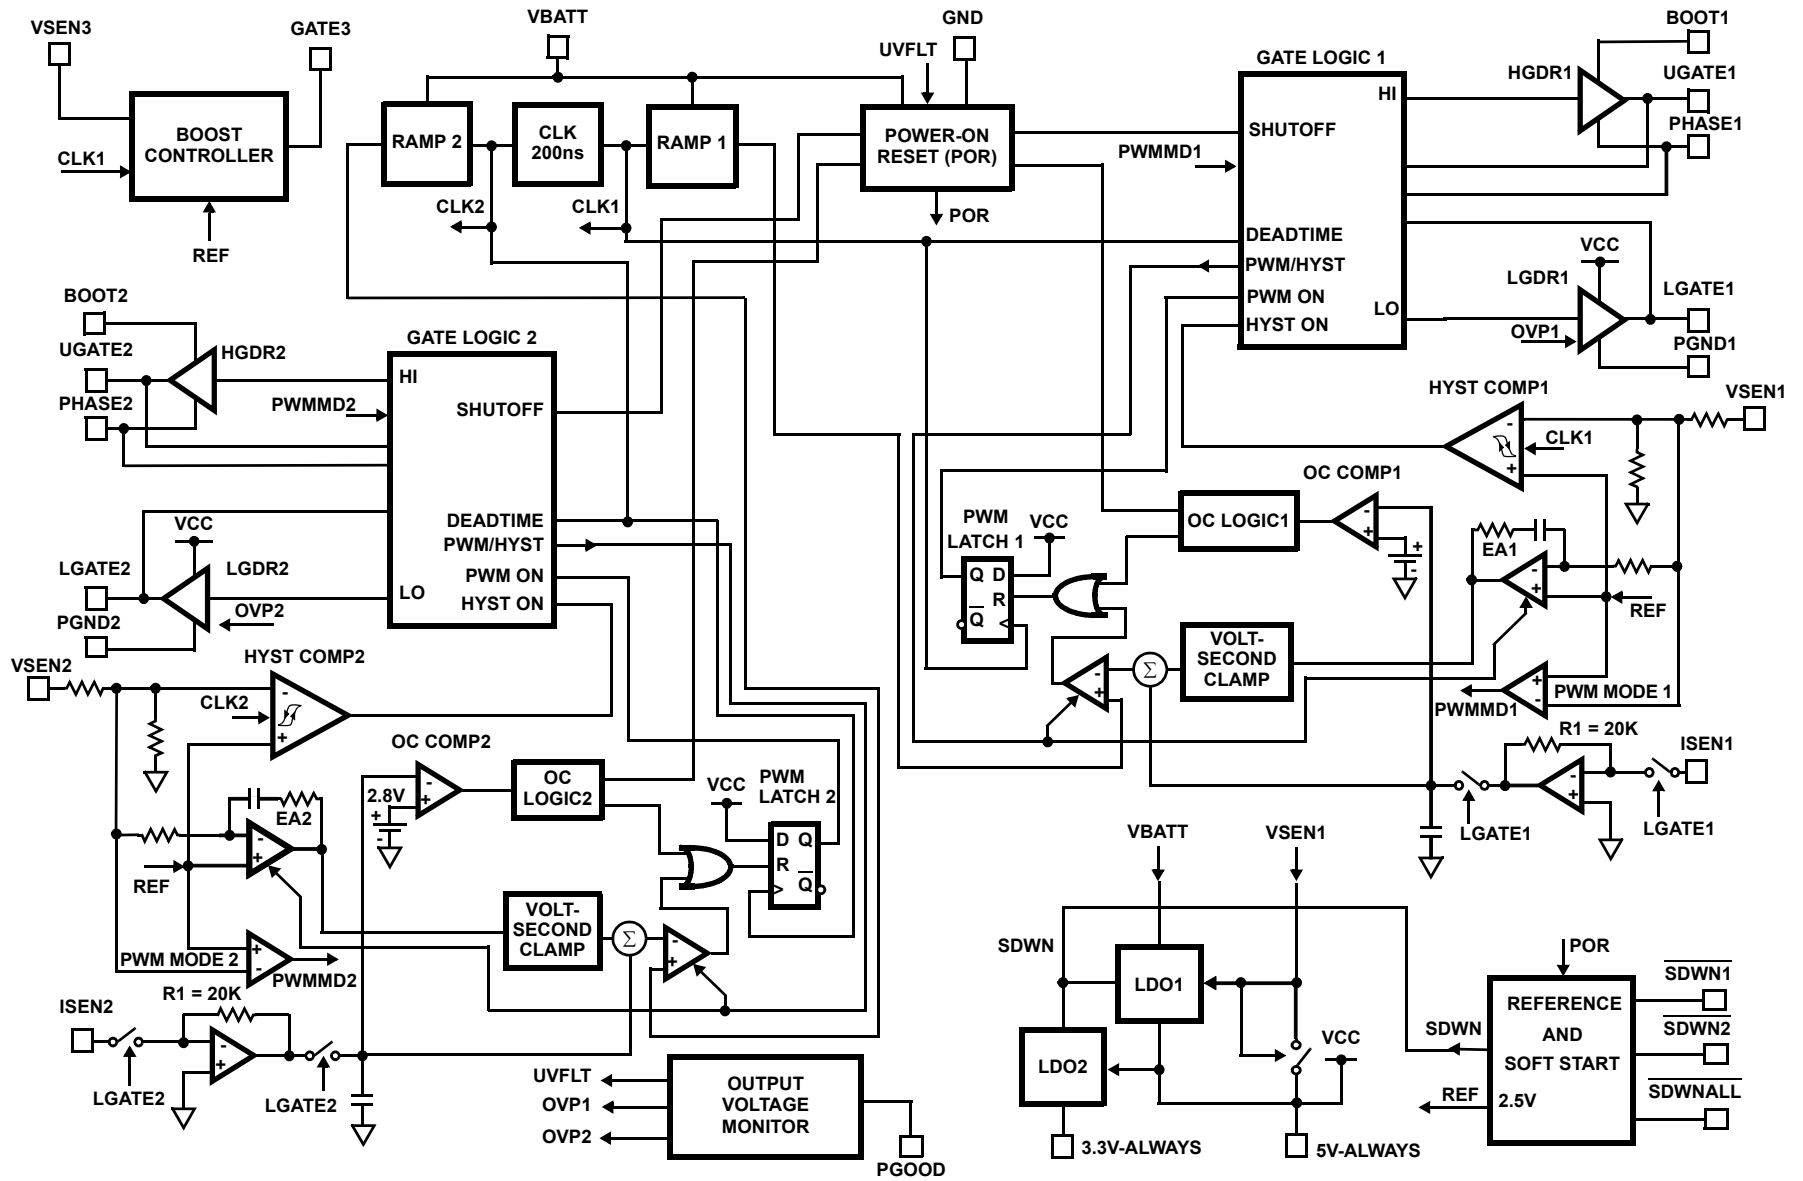 VSEN3
GATE3
BOOST
CONTROLLER
CLK1
REF
VBATT
RAMP 2
CLK
200ns
RAMP 1
CLK2
CLK1
UVFLT
GND
POWER-ON
RESET (POR)
POR
PWMMD1
GATE LOGIC 1
HI
SHUTOFF
DEADTIME
PWM/HYST
PWM ON
HYST ON
LO
HGDR1
BOOT1
UGATE1
PHASE1
VCC
LGDR1
OVP1
LGATE1
PGND1
BOOT2
UGATE2
HGDR2
PHASE2
PWMMD2
GATE LOGIC 2
HI
SHUTOFF
DEADTIME
PWM/HYST
PWM ON
HYST ON
LO
VCC
LGATE2
LGDR2
OVP2
PGND2
HYST COMP1
VSEN1
-
CLK1
+
OC COMP1
OC LOGIC1
-
+
+
-
PWM
LATCH 1
VCC
Q D
R
Q
<
EA1
-
+
REF
VOLT-
SECOND
CLAMP
Σ
-
+
+
-
PWM MODE 1
PWMMD1
R1 = 20K
ISEN1
-
+
LGATE1
LGATE1
VSEN2
HYST COMP2
-
CLK2
+
OC COMP2
2.8V
-
+
+
-
OC
LOGIC2
VCC
PWM
LATCH 2
D Q
R
Q
>
EA2
-
+
REF
VOLT-
SECOND
CLAMP
Σ
-
+
+
-
PWM MODE 2
PWMMD2
R1 = 20K
ISEN2
-
+
LGATE2
LGATE2
UVFLT
OVP1
OVP2
OUTPUT
VOLTAGE
MONITOR
PGOOD
VBATT
VSEN1
SDWN
LDO1
LDO2
VCC
3.3V-ALWAYS
5V-ALWAYS
POR
REFERENCE
AND
SOFT START
2.5V
SDWN
REF
SDWN1
SDWN2
SDWNALL